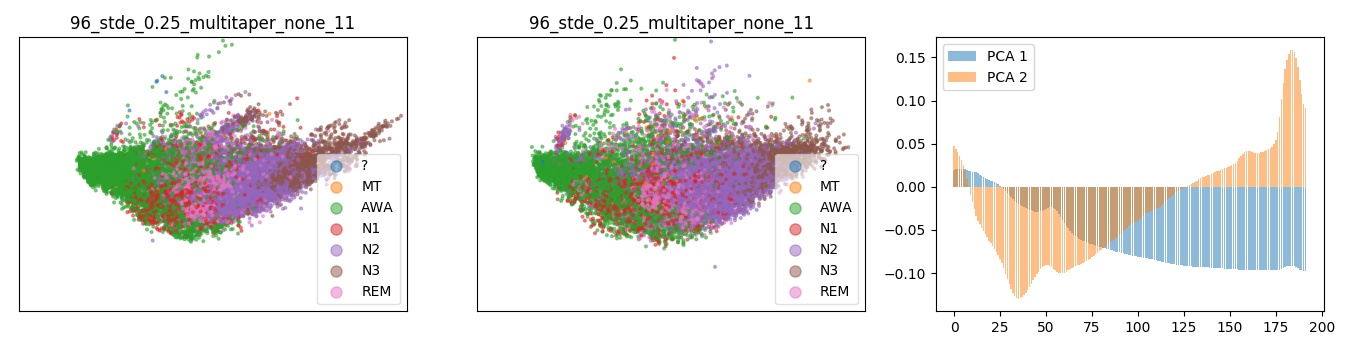 96_stde_0.25_multitaper_none_11
?
MT
AWA
N1
N2
N3
REM
96_stde_0.25_multitaper_none_11
?
MT
AWA
N1
N2
N3
REM
PCA 1
PCA 2
0.15
0.10
0.05
0.00
−0.05
−0.10
0 25 50 75 100 125 150 175 200